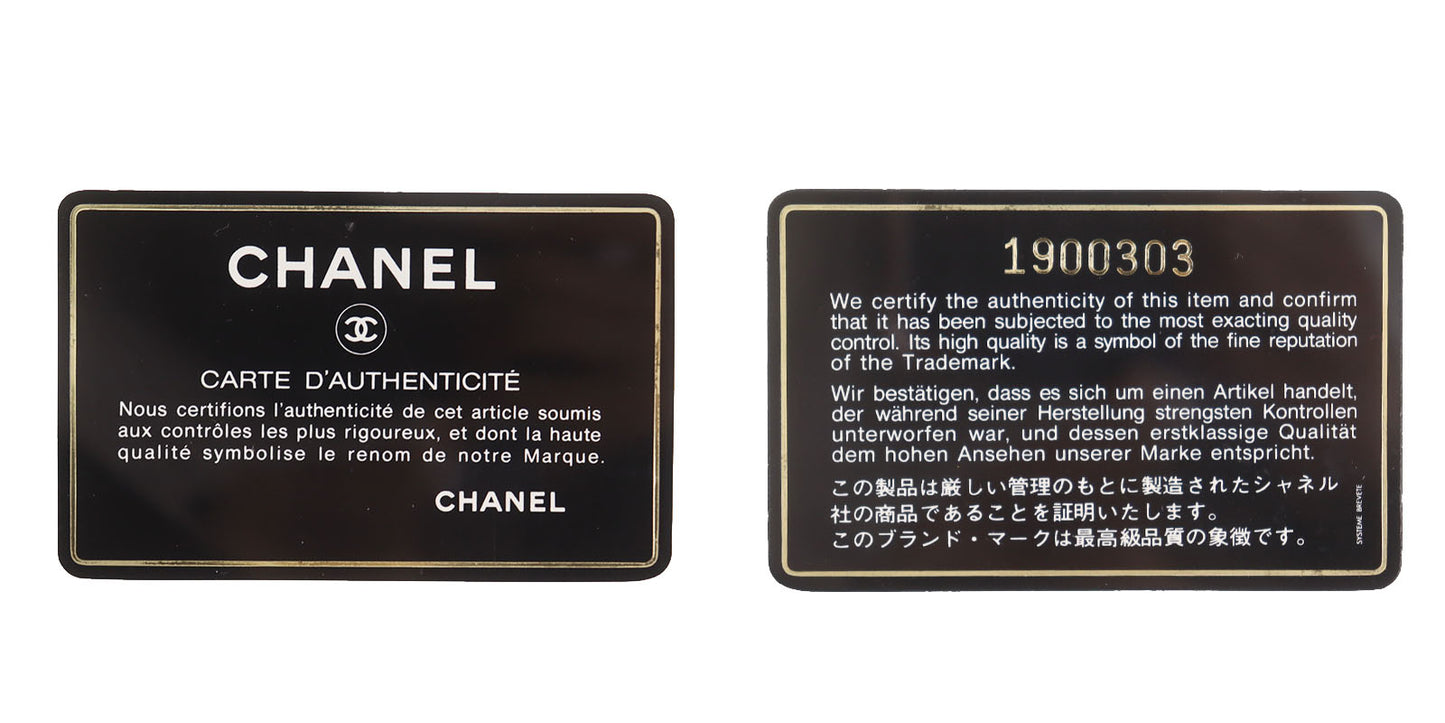 CHANEL
CARTE D'AUTHENTICITÉ
Nous certifions l'authenticité de cet article soumis
aux contrôles les plus rigoureux, et dont la haute
qualité symbolise le renom de notre Marque.
CHANEL
1900303
We certify the authenticity of this item and confirm
that it has been subjected to the most exacting quality
control. Its high quality is a symbol of the fine reputation
of the Trademark.
Wir bestätigen, dass es sich um einen Artikel handelt,
der während seiner Herstellung strengsten Kontrollen
unterworfen war, und dessen erstklassige Qualität
dem hohen Ansehen unserer Marke entspricht.
この製品は厳しい管理のもとに製造されたシャネル
社の商品であることを証明いたします。
このブランド・マークは最高級品質の象徴です。
SYSTEME BREVETE